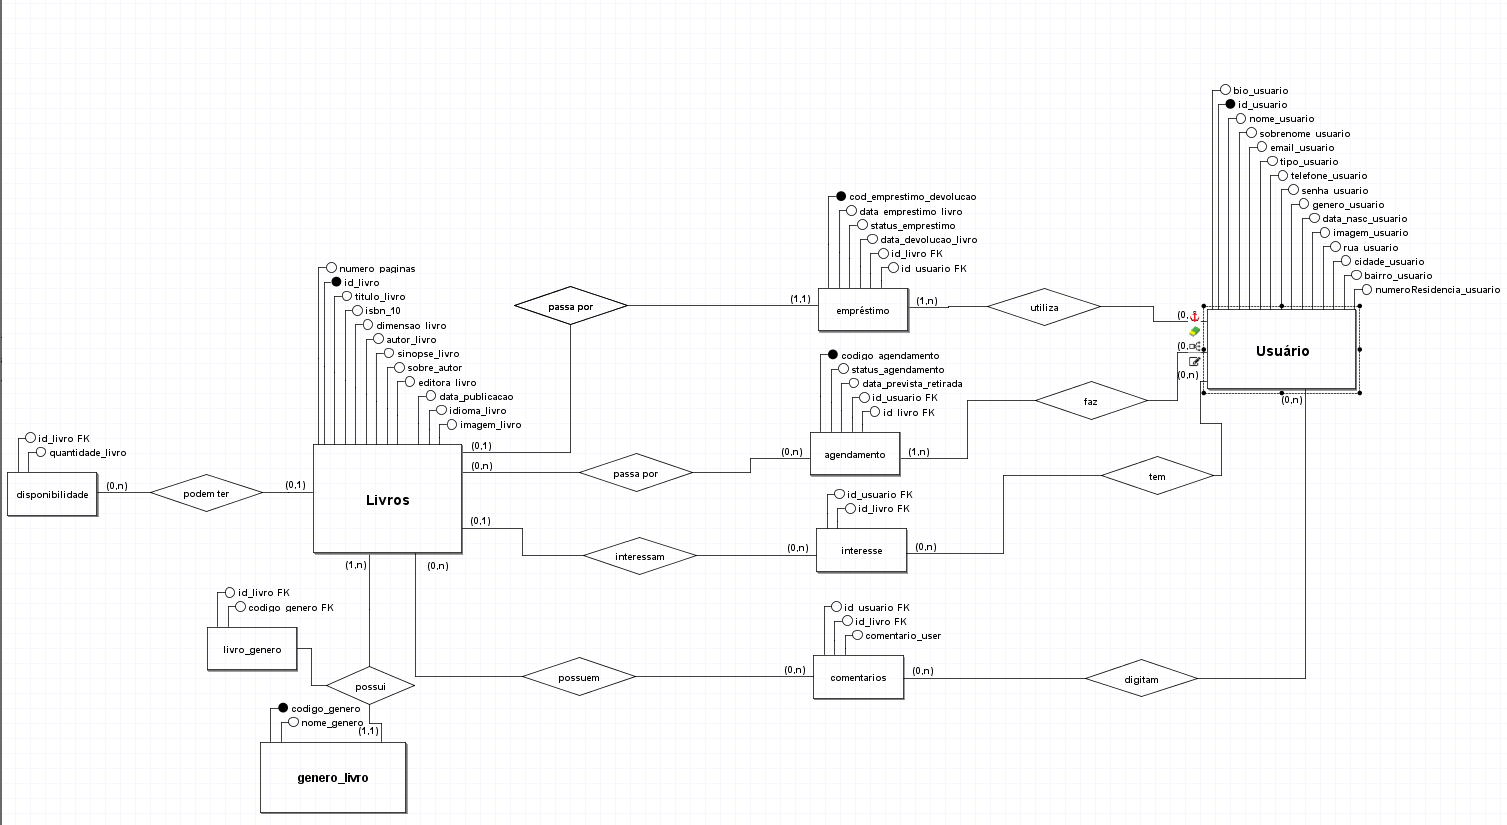 bio_usuario
id_usuario
nome_usuario
sobrenome_usuario
email_usuario
tipo_usuario
telefone_usuario
senha_usuario
genero_usuario
data_nasc_usuario
imagem_usuario
rua_usuario
cidade_usuario
bairro_usuario
numeroResidencia_usuario
Usuário
(0,
(0,
(0,n)
(0,n)
cod_emprestimo_devolucao
data_emprestimo_livro
status_emprestimo
data_devolucao_livro
id_livro FK
id_usuario FK
passa por
(1,1)
empréstimo
(1,n)
utiliza
numero_paginas
id_livro
titulo_livro
isbn_10
dimensao_livro
autor_livro
sinopse_livro
sobre_autor
editora_livro
data_publicacao
idioma_livro
imagem_livro
codigo_agendamento
status_agendamento
data_prevista_retirada
id_usuario FK
id_livro FK
faz
(0,1)
(0,n)
passa por
(0,n)
agendamento
(1,n)
id_livro FK
quantidade_livro
disponibilidade
(0,n)
podem ter
(0,1)
Livros
tem
id_usuario FK
id_livro FK
(0,1)
interessam
(0,n)
interesse
(0,n)
(1,n)
(0,n)
id_livro FK
codigo_genero FK
livro_genero
possui
id_usuario FK
id_livro FK
comentario_user
possuem
(0,n)
comentarios
(0,n)
digitam
codigo_genero
nome_genero
(1,1)
genero_livro